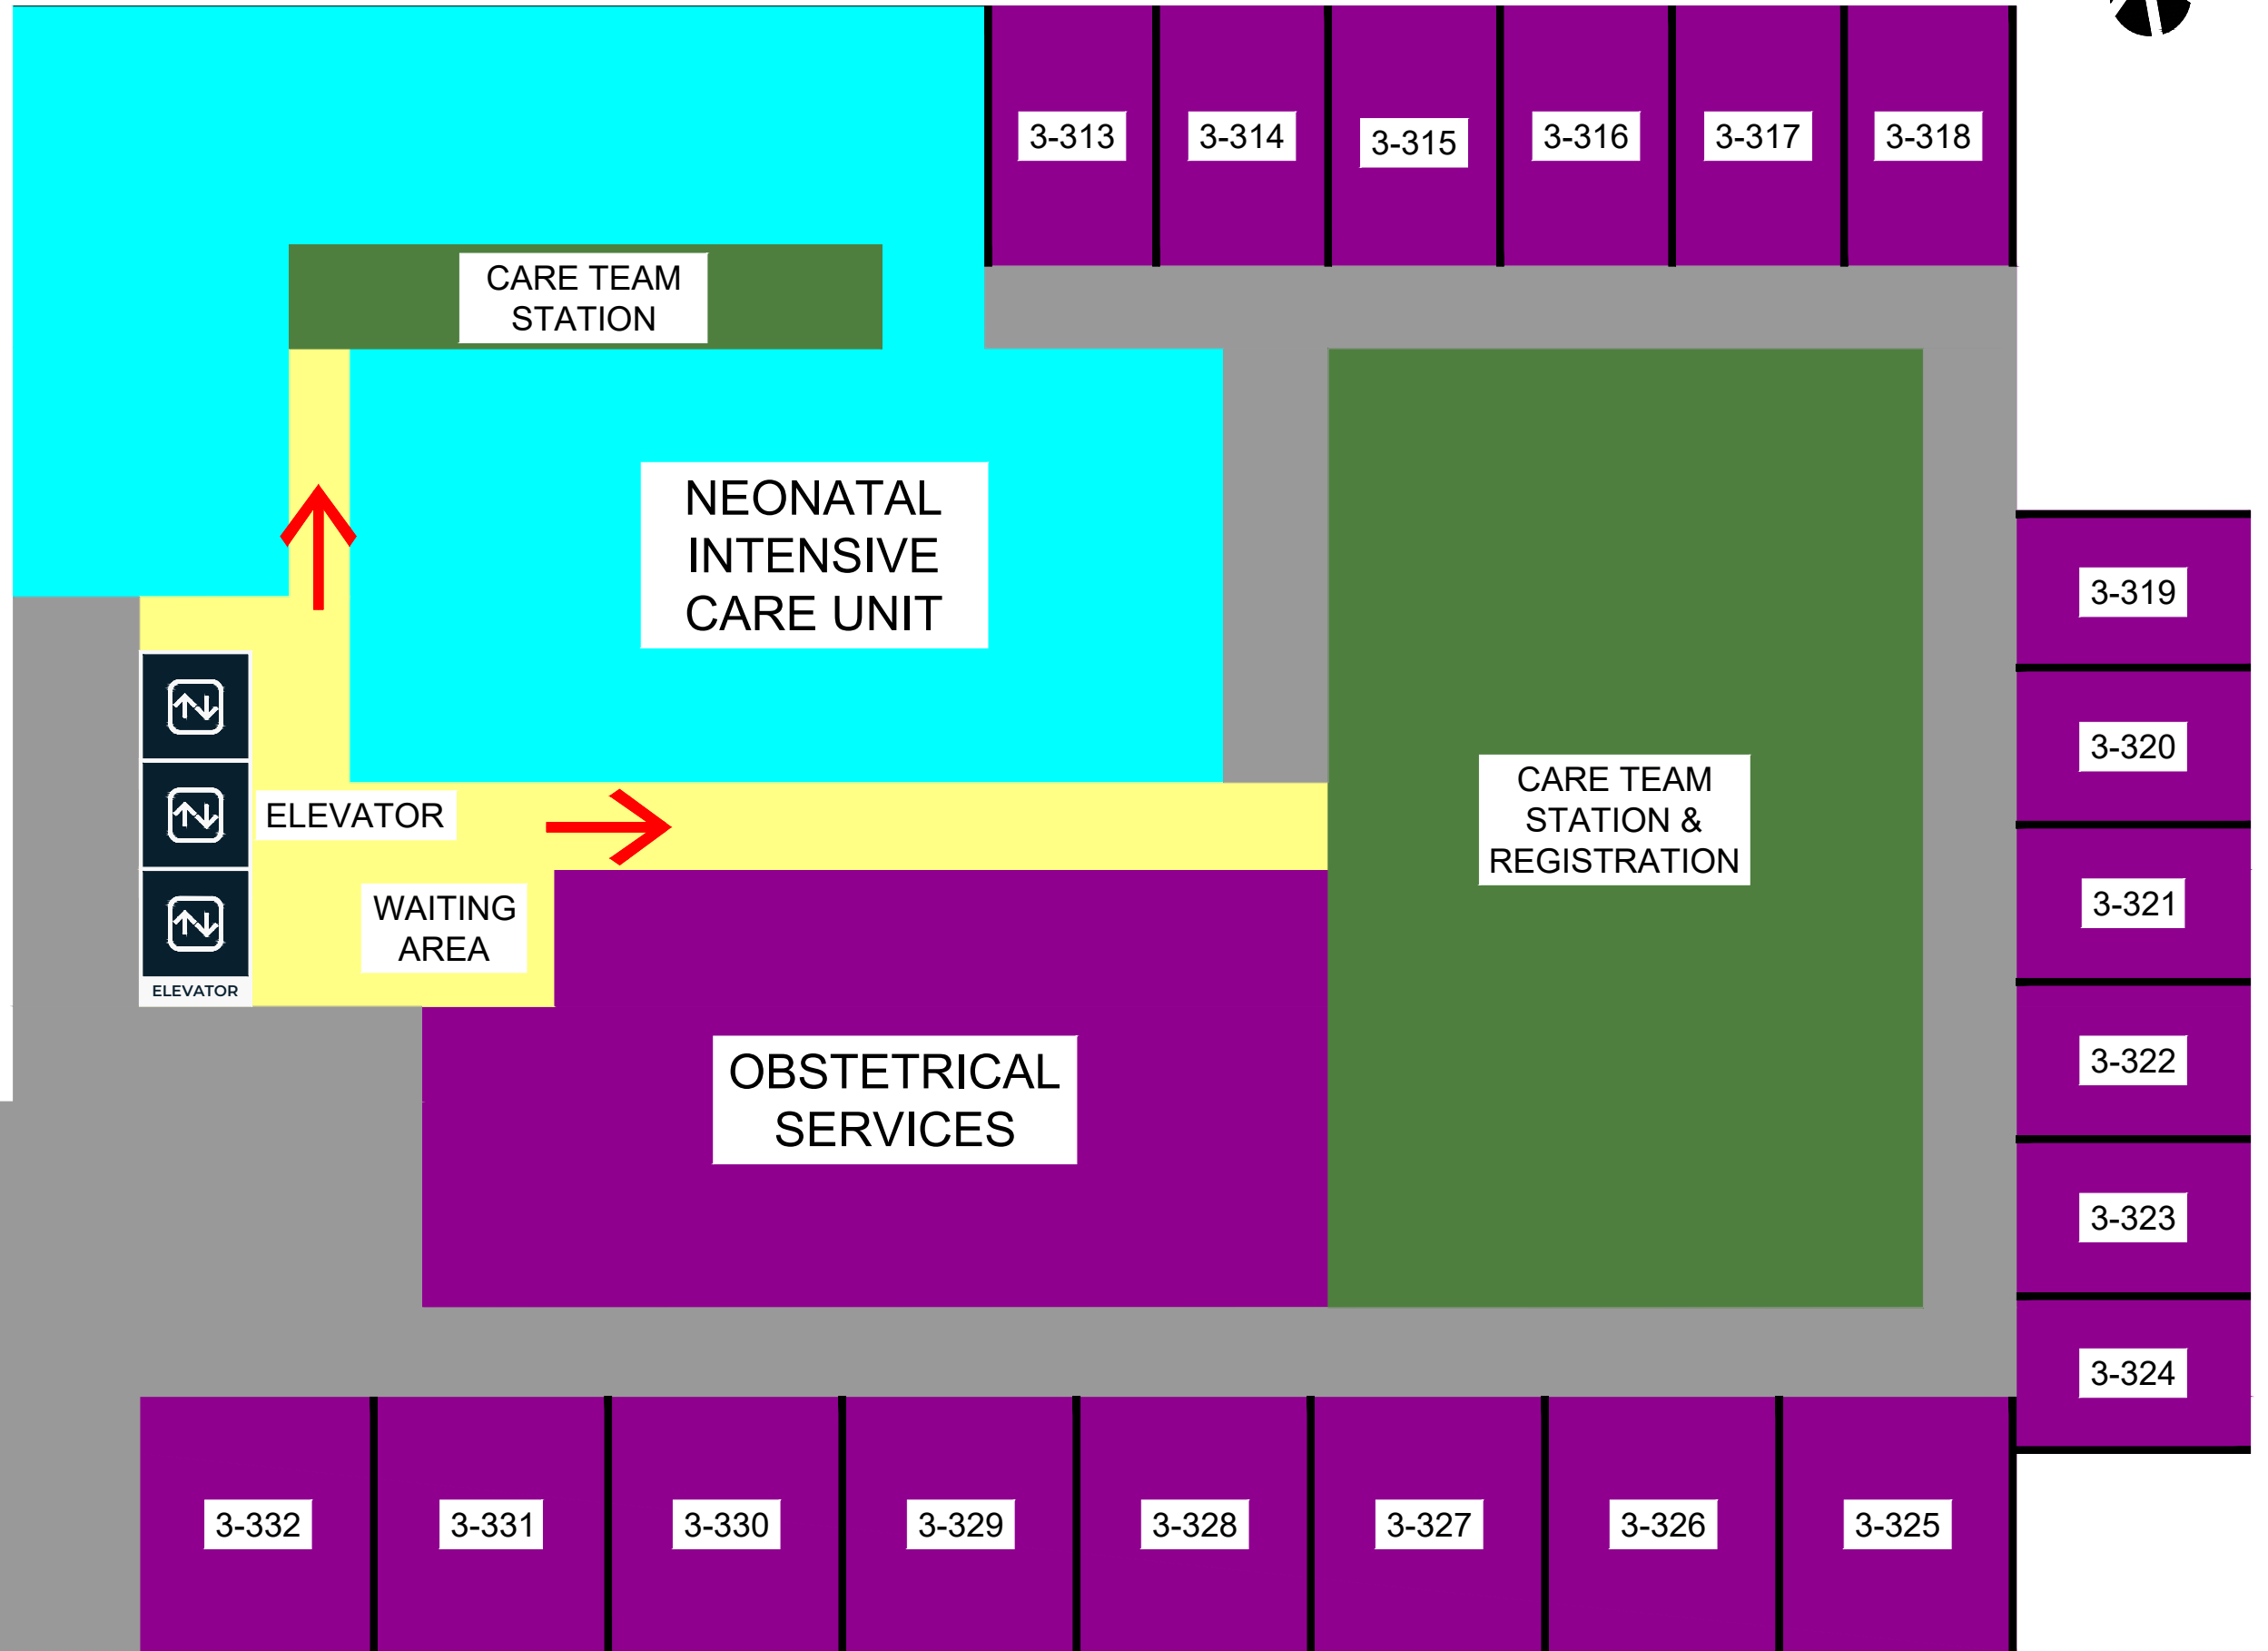 3-313
3-314
3-315
3-316
3-317
3-318
CARE TEAM
STATION
NEONATAL
INTENSIVE
CARE UNIT
3-319
3-320
ELEVATOR
CARE TEAM
STATION &
REGISTRATION
WAITING
AREA
3-321
ELEVATOR
OBSTETRICAL
SERVICES
3-322
3-323
3-324
3-332
3-331
3-330
3-329
3-328
3-327
3-326
3-325